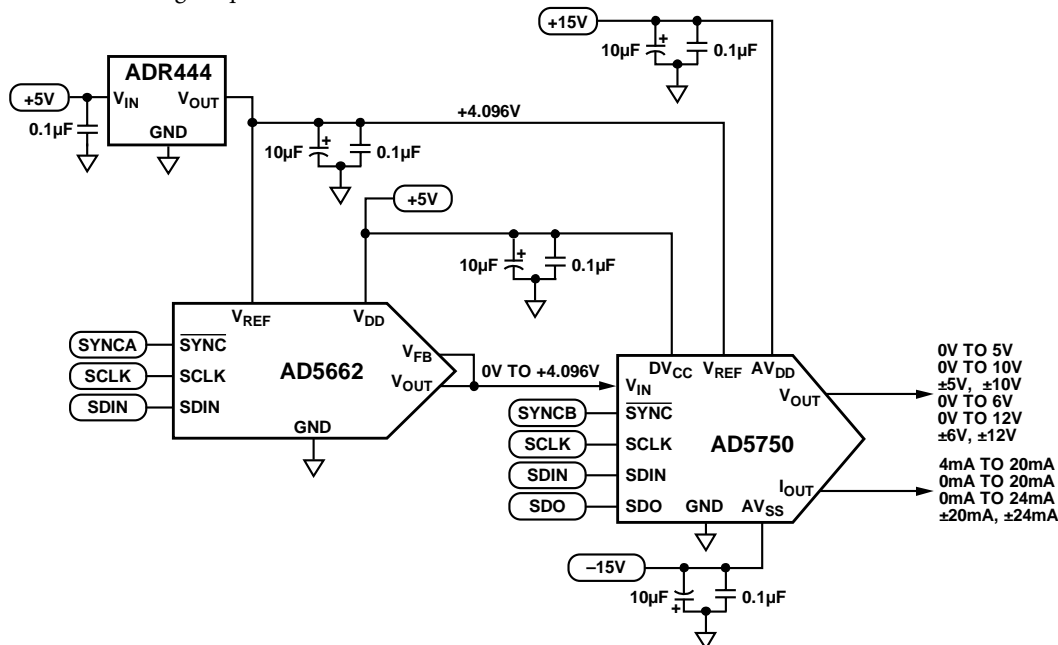 +15V
10µF
+
0.1µF
ADR444
+5V
VIN
VOUT
0.1µF
GND
+4.096V
10µF
+
0.1µF
+5V
10µF
+
0.1µF
VREF
VDD
SYNCA
SYNC
SCLK
SCLK
SDIN
SDIN
AD5662
VFB
VOUT
GND
0V TO +4.096V
DVCC
VREF
AVDD
VIN
SYNCB
SYNC
SCLK
SCLK
SDIN
SDIN
SDO
SDO
AD5750
VOUT
IOUT
GND
AVSS
0V TO 5V
0V TO 10V
±5V, ±10V
0V TO 6V
0V TO 12V
±6V, ±12V
4mA TO 20mA
0mA TO 20mA
0mA TO 24mA
±20mA, ±24mA
–15V
10µF
+
0.1µF